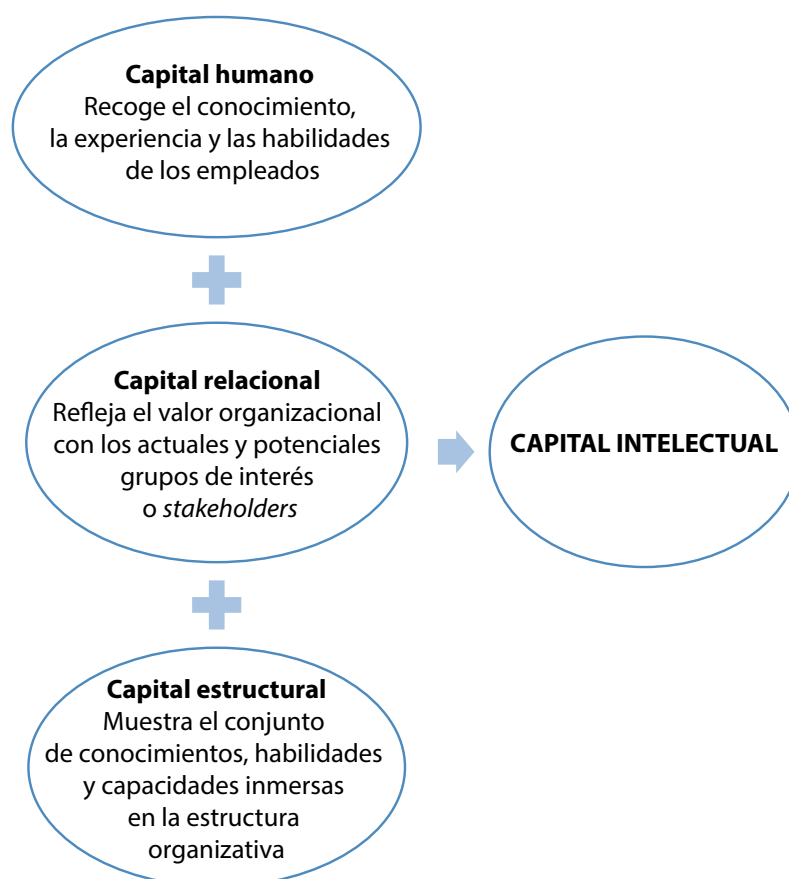 Capital humano
Recoge el conocimiento,
la experiencia y las habilidades
de los empleados
Capital relacional
Refleja el valor organizacional
con los actuales y potenciales
grupos de interés
o stakeholders
CAPITAL INTELECTUAL
Capital estructural
Muestra el conjunto
de conocimientos, habilidades
y capacidades inmersas
en la estructura
organizativa